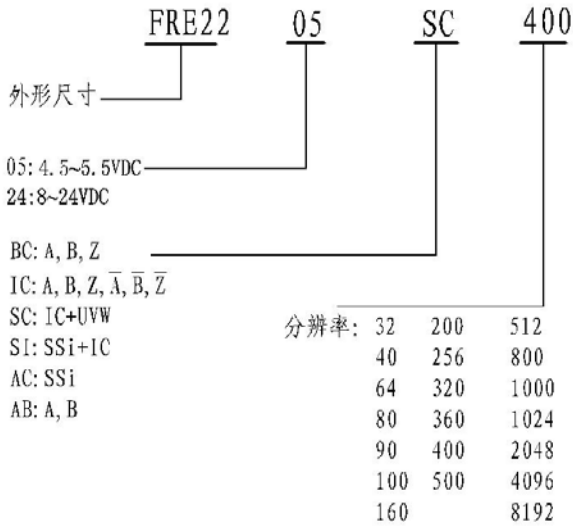 FRE22 05 SC 400
外形尺寸
05: 4.5~5.5VDC
24:8~24VDC
BC: A, B, Z
IC: A, B, Z, A̅, B̅, Z̅
SC: IC+UVW
SI: SSi+IC
AC: SSi
AB: A, B
分辨率: 32 200 512
40 256 800
64 320 1000
80 360 1024
90 400 2048
100 500 4096
160 8192